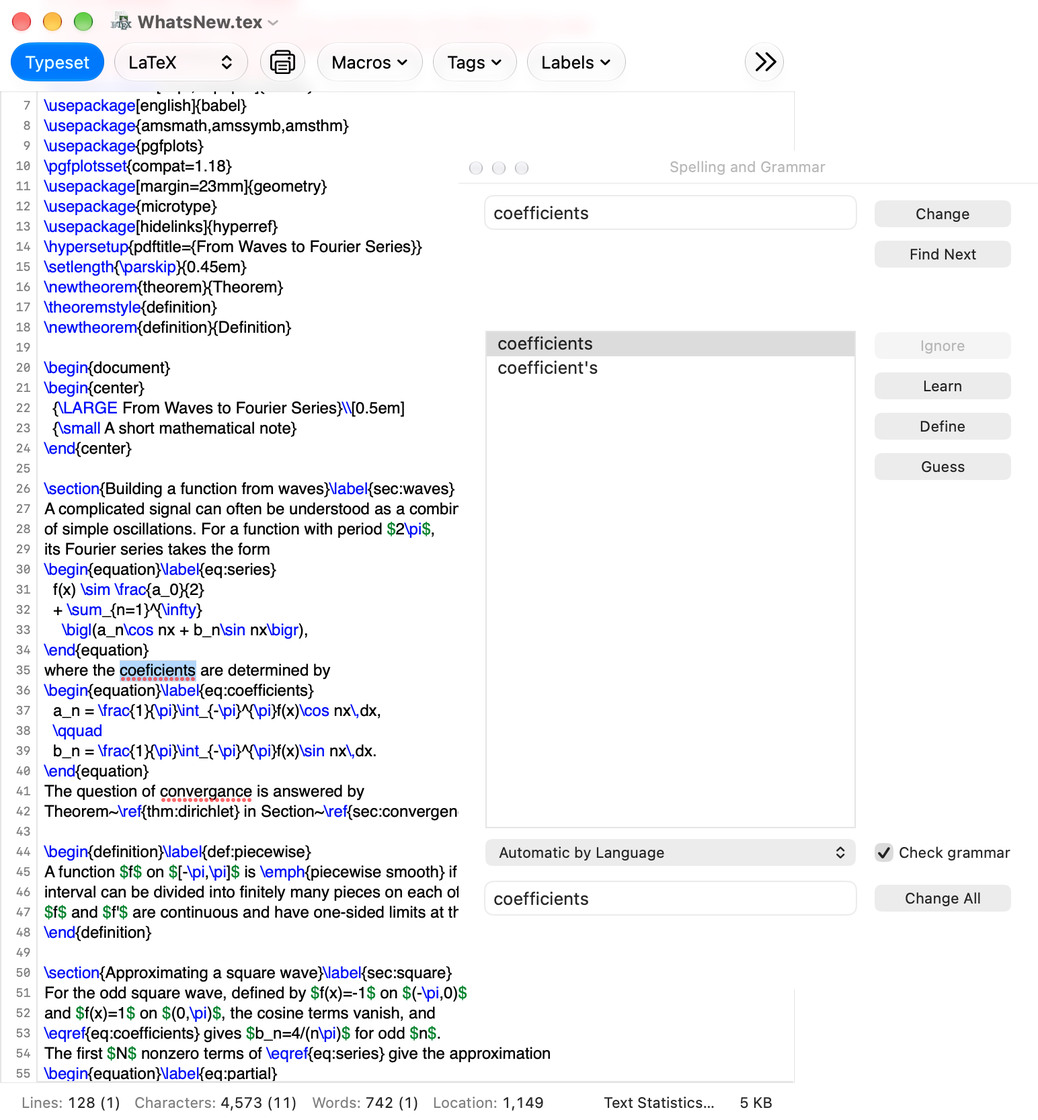 WhatsNew.tex
Typeset
LaTeX
Macros
Tags
Labels
7 \usepackage[english]{babel}
8 \usepackage{amsmath,amssymb,amsthm}
9 \usepackage{pgfplots}
10 \pgfplotsset{compat=1.18}
11 \usepackage[margin=23mm]{geometry}
12 \usepackage{microtype}
13 \usepackage[hidelinks]{hyperref}
14 \hypersetup{pdftitle={From Waves to Fourier Series}}
15 \setlength{\parskip}{0.45em}
16 \newtheorem{theorem}{Theorem}
17 \theoremstyle{definition}
18 \newtheorem{definition}{Definition}
19
20 \begin{document}
21 \begin{center}
22 {\LARGE From Waves to Fourier Series}\\[0.5em]
23 {\small A short mathematical note}
24 \end{center}
25
26 \section{Building a function from waves}\label{sec:waves}
27 A complicated signal can often be understood as a combin
28 of simple oscillations. For a function with period $2\pi$,
29 its Fourier series takes the form
30 \begin{equation}\label{eq:series}
31 f(x) \sim \frac{a_0}{2}
32 + \sum_{n=1}^{\infty}
33 \bigl(a_n\cos nx + b_n\sin nx\bigr),
34 \end{equation}
35 where the coeficients are determined by
36 \begin{equation}\label{eq:coefficients}
37 a_n = \frac{1}{\pi}\int_{-\pi}^{\pi}f(x)\cos nx\,dx,
38 \qquad
39 b_n = \frac{1}{\pi}\int_{-\pi}^{\pi}f(x)\sin nx\,dx.
40 \end{equation}
41 The question of convergance is answered by
42 Theorem~\ref{thm:dirichlet} in Section~\ref{sec:convergen
43
44 \begin{definition}\label{def:piecewise}
45 A function $f$ on $[-\pi,\pi]$ is \emph{piecewise smooth} if
46 interval can be divided into finitely many pieces on each of
47 $f$ and $f'$ are continuous and have one-sided limits at th
48 \end{definition}
49
50 \section{Approximating a square wave}\label{sec:square}
51 For the odd square wave, defined by $f(x)=-1$ on $(-\pi,0)$
52 and $f(x)=1$ on $(0,\pi)$, the cosine terms vanish, and
53 \eqref{eq:coefficients} gives $b_n=4/(n\pi)$ for odd $n$.
54 The first $N$ nonzero terms of \eqref{eq:series} give the approximation
55 \begin{equation}\label{eq:partial}
Lines: 128 (1) Characters: 4,573 (11) Words: 742 (1) Location: 1,149 Text Statistics... 5 KB
Spelling and Grammar
coefficients
Change
Find Next
coefficients
coefficient's
Ignore
Learn
Define
Guess
Automatic by Language
Check grammar
coefficients
Change All